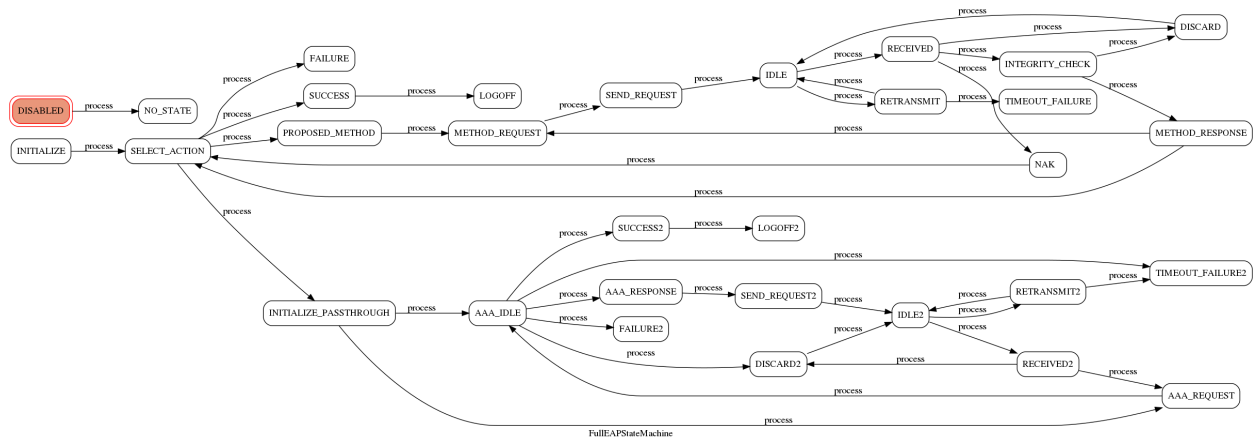 process
DISCARD
process
RECEIVED
process
process
process
INTEGRITY_CHECK
FAILURE
process
IDLE
process
process
process
SUCCESS
process
LOGOFF
SEND_REQUEST
process
process
RETRANSMIT
process
TIMEOUT_FAILURE
process
DISABLED
process
NO_STATE
process
PROPOSED_METHOD
process
METHOD_REQUEST
process
METHOD_RESPONSE
INITIALIZE
process
SELECT_ACTION
process
process
NAK
process
process
SUCCESS2
process
LOGOFF2
process
process
TIMEOUT_FAILURE2
process
AAA_RESPONSE
process
SEND_REQUEST2
process
RETRANSMIT2
process
process
process
INITIALIZE_PASSTHROUGH
process
AAA_IDLE
process
FAILURE2
IDLE2
process
process
process
process
DISCARD2
process
RECEIVED2
process
process
AAA_REQUEST
process
FullEAPStateMachine